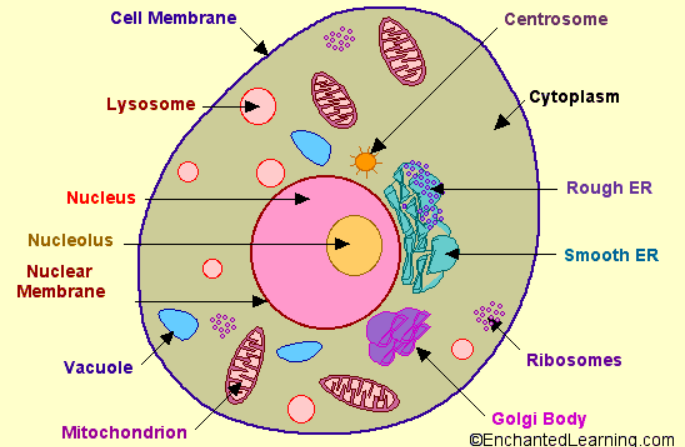 Cell Membrane
Centrosome
Lysosome
Cytoplasm
Nucleus
Rough ER
Nucleolus
Smooth ER
Nuclear
Membrane
Vacuole
Ribosomes
Mitochondrion
Golgi Body
©EnchantedLearning.com